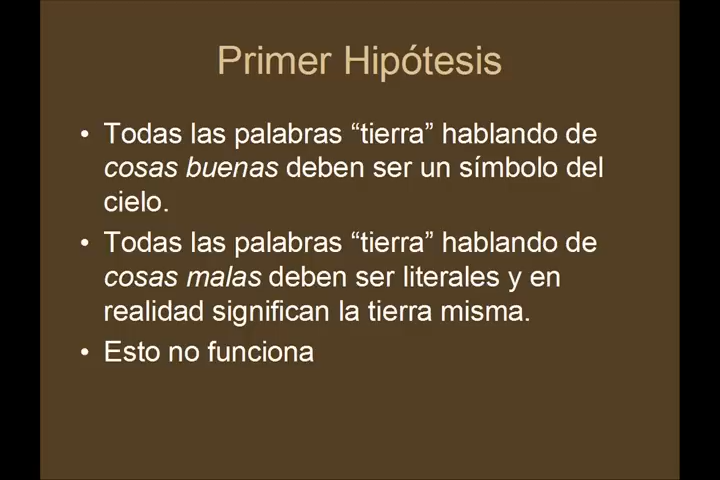 Primer Hipótesis
• Todas las palabras “tierra” hablando de
cosas buenas deben ser un símbolo del
cielo.
• Todas las palabras “tierra” hablando de
cosas malas deben ser literales y en
realidad significan la tierra misma.
• Esto no funciona